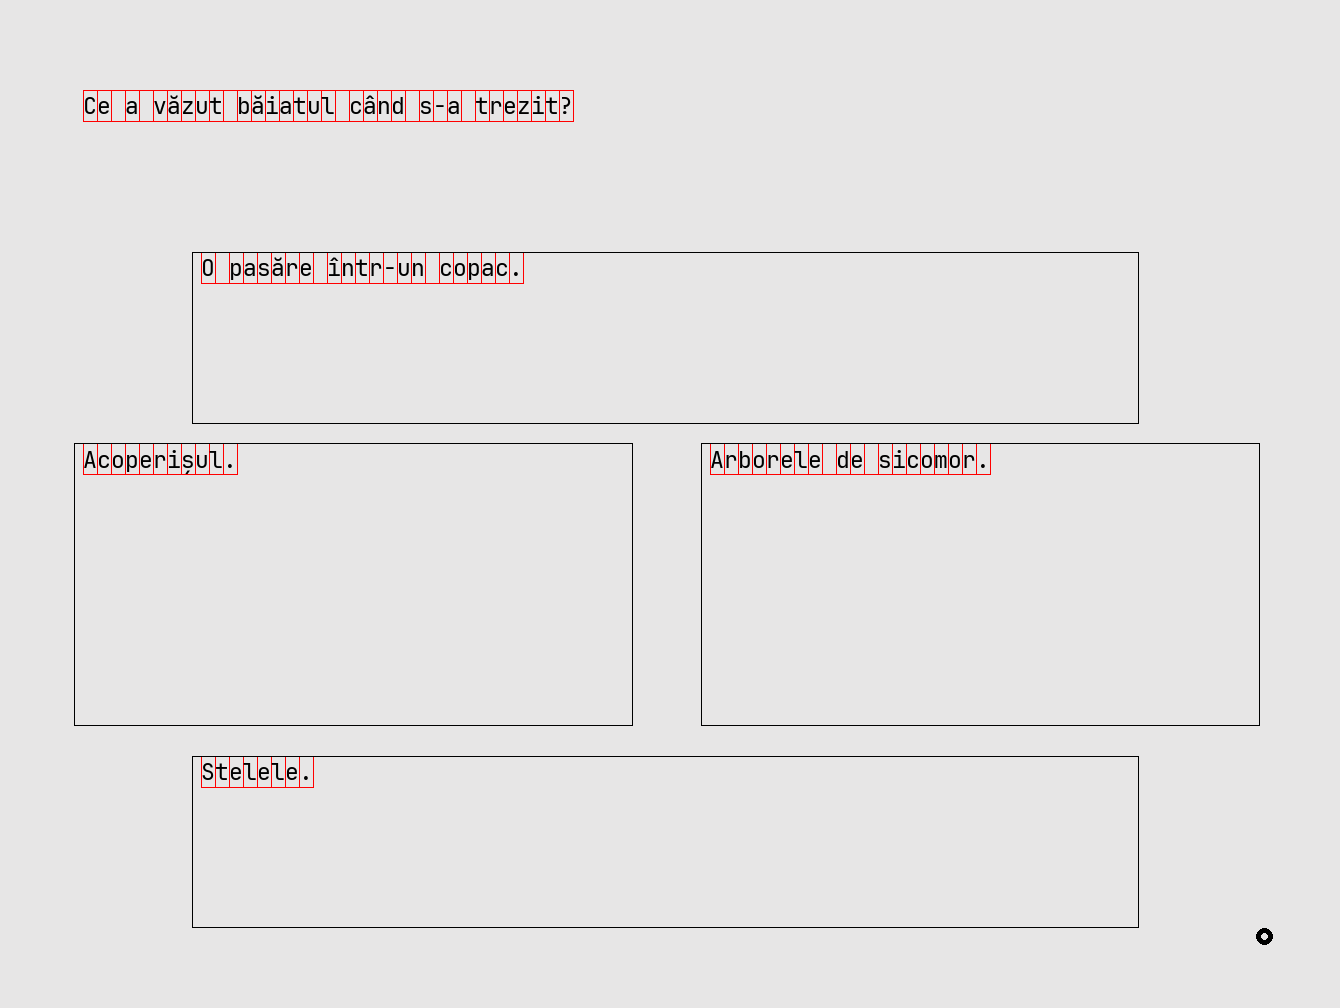 Ce a văzut băiatul când s-a trezit?
O pasăre într-un copac.
Acoperișul.
Arborele de sicomor.
Stelele.